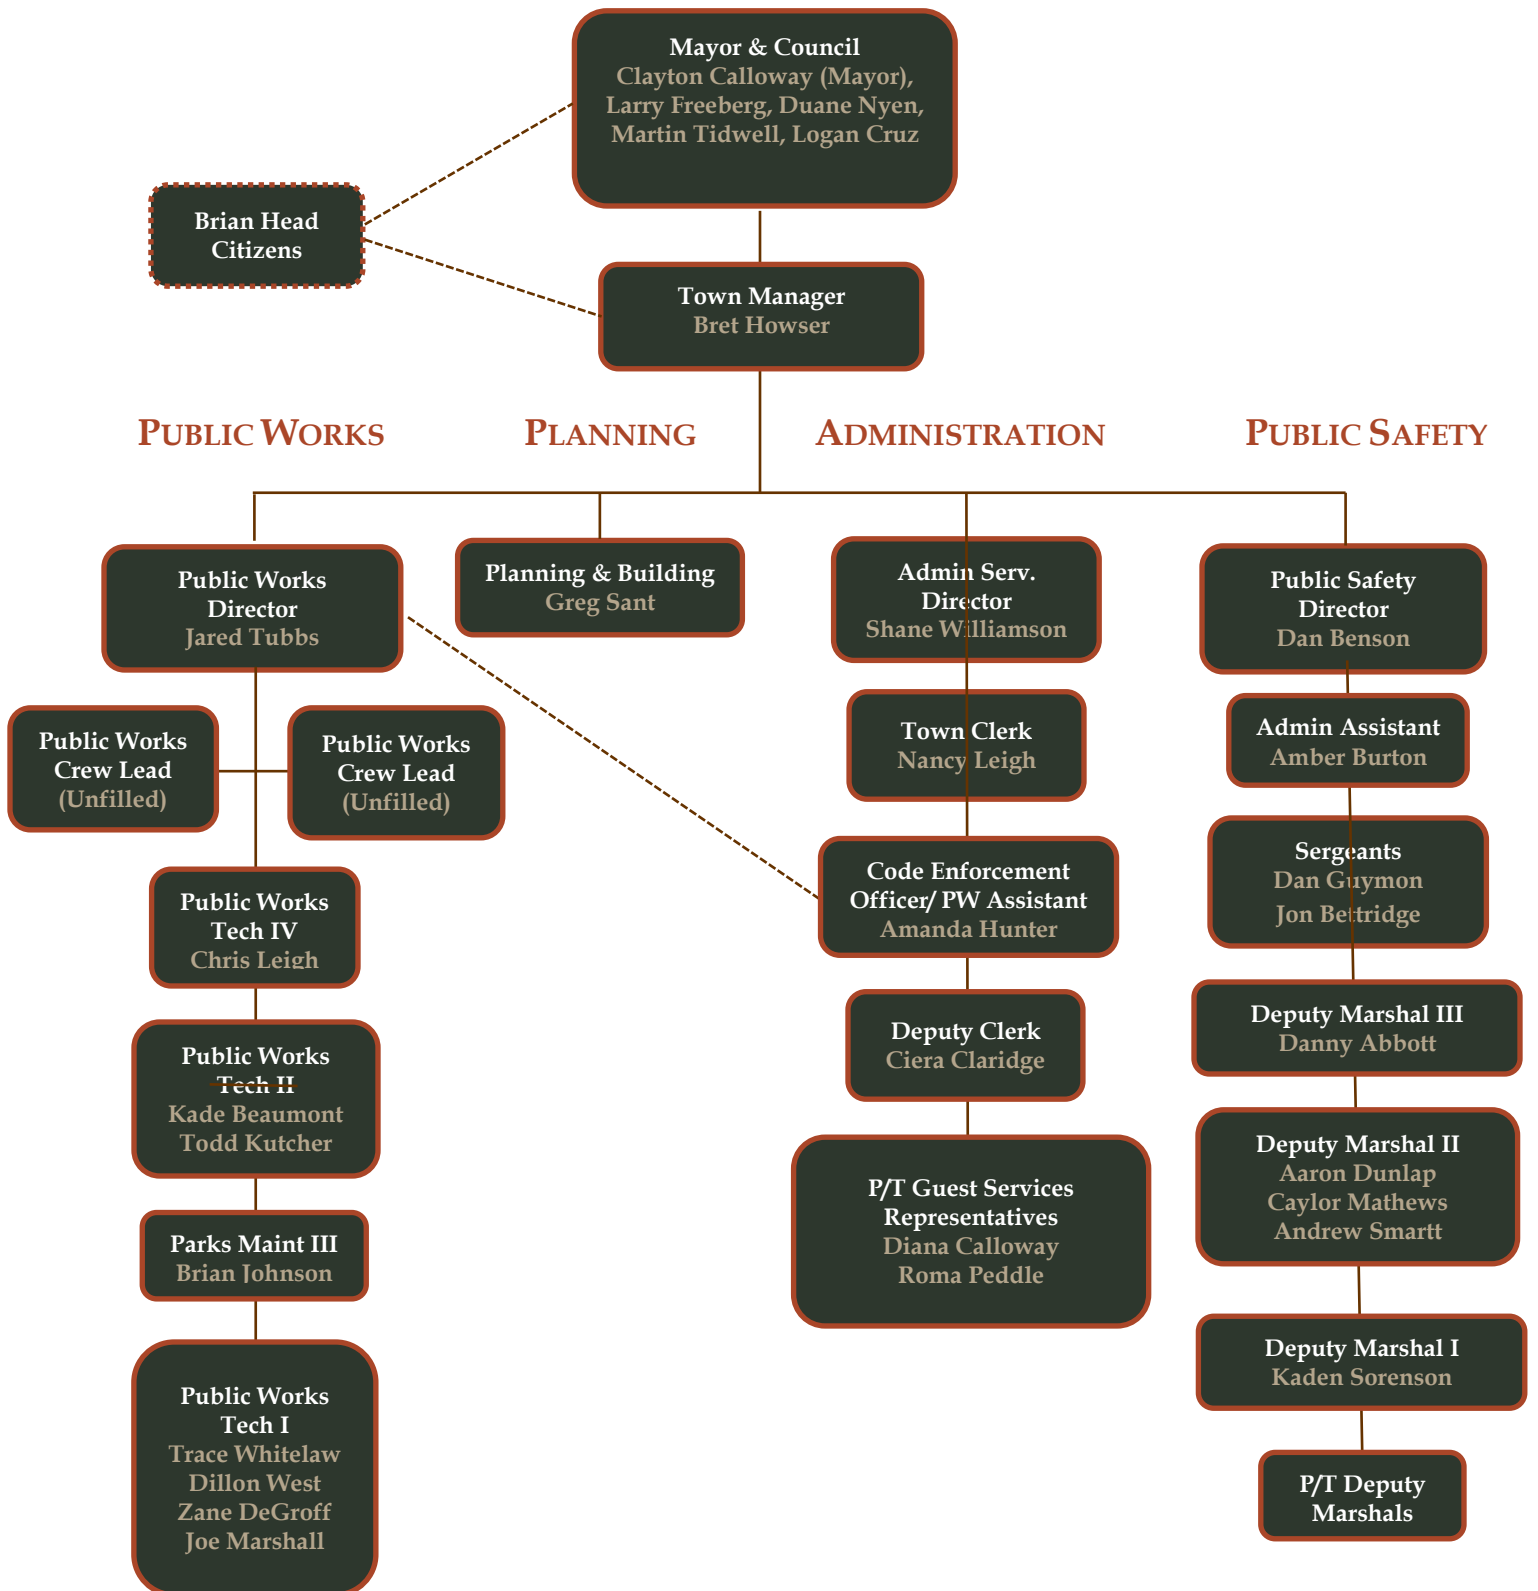 Mayor & Council
Clayton Calloway (Mayor),
Larry Freeberg, Duane Nyen,
Martin Tidwell, Logan Cruz
Brian Head
Citizens
Town Manager
Bret Howser
PUBLIC WORKS
PLANNING
ADMINISTRATION
PUBLIC SAFETY
Public Works
Director
Jared Tubbs
Public Works
Crew Lead
(Unfilled)
Public Works
Crew Lead
(Unfilled)
Public Works
Tech IV
Chris Leigh
Public Works
Tech II
Kade Beaumont
Todd Kutcher
Parks Maint III
Brian Johnson
Public Works
Tech I
Trace Whitelaw
Dillon West
Zane DeGroff
Joe Marshall
Planning & Building
Greg Sant
Admin Serv.
Director
Shane Williamson
Town Clerk
Nancy Leigh
Code Enforcement
Officer/ PW Assistant
Amanda Hunter
Deputy Clerk
Ciera Claridge
P/T Guest Services
Representatives
Diana Calloway
Roma Peddle
Public Safety
Director
Dan Benson
Admin Assistant
Amber Burton
Sergeants
Dan Guymon
Jon Bettridge
Deputy Marshal III
Danny Abbott
Deputy Marshal II
Aaron Dunlap
Caylor Mathews
Andrew Smartt
Deputy Marshal I
Kaden Sorenson
P/T Deputy
Marshals